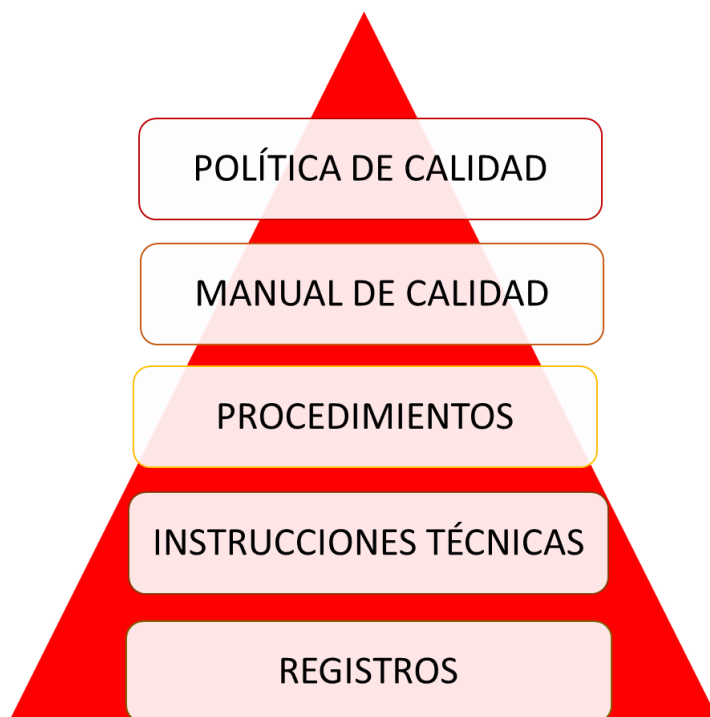 POLÍTICA DE CALIDAD
MANUAL DE CALIDAD
PROCEDIMIENTOS
INSTRUCCIONES TÉCNICAS
REGISTROS